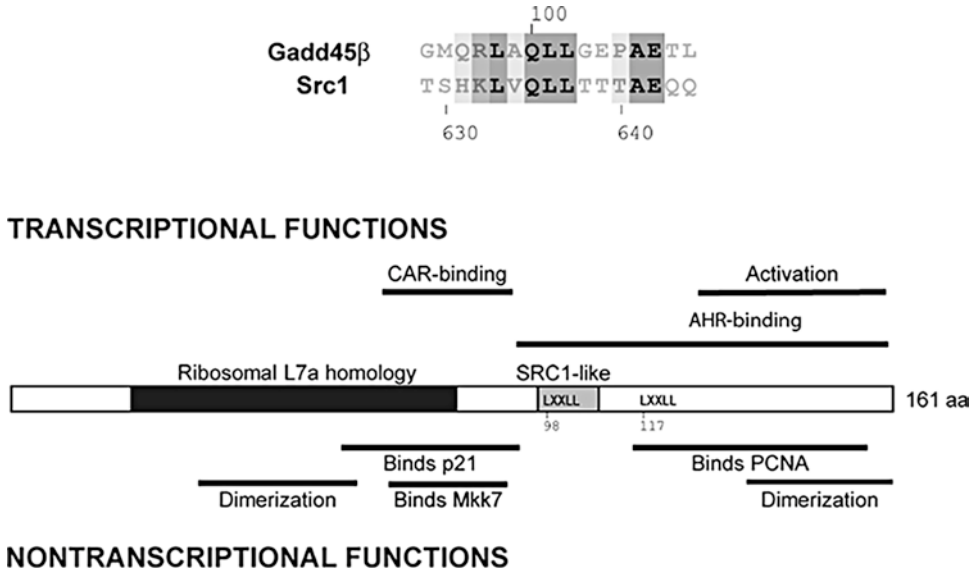 100
Gadd45β GMQRLAQLLGEPAETL
Src1 TSHKLVQLLTTTAEQQ
630 640
TRANSCRIPTIONAL FUNCTIONS
CAR-binding Activation
AHR-binding
Ribosomal L7a homology SRC1-like
LXXLL LXXLL 161 aa
98 117
Binds p21 Binds PCNA
Dimerization Binds Mkk7 Dimerization
NONTRANSCRIPTIONAL FUNCTIONS